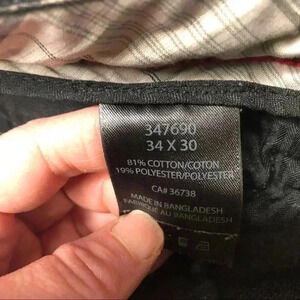 347690
34 X 30
81% COTTON/COTON
19% POLYESTER/POLYESTER
CA# 36738
MADE IN BANGLADESH
FABRIQUÉ AU BANGLADESH